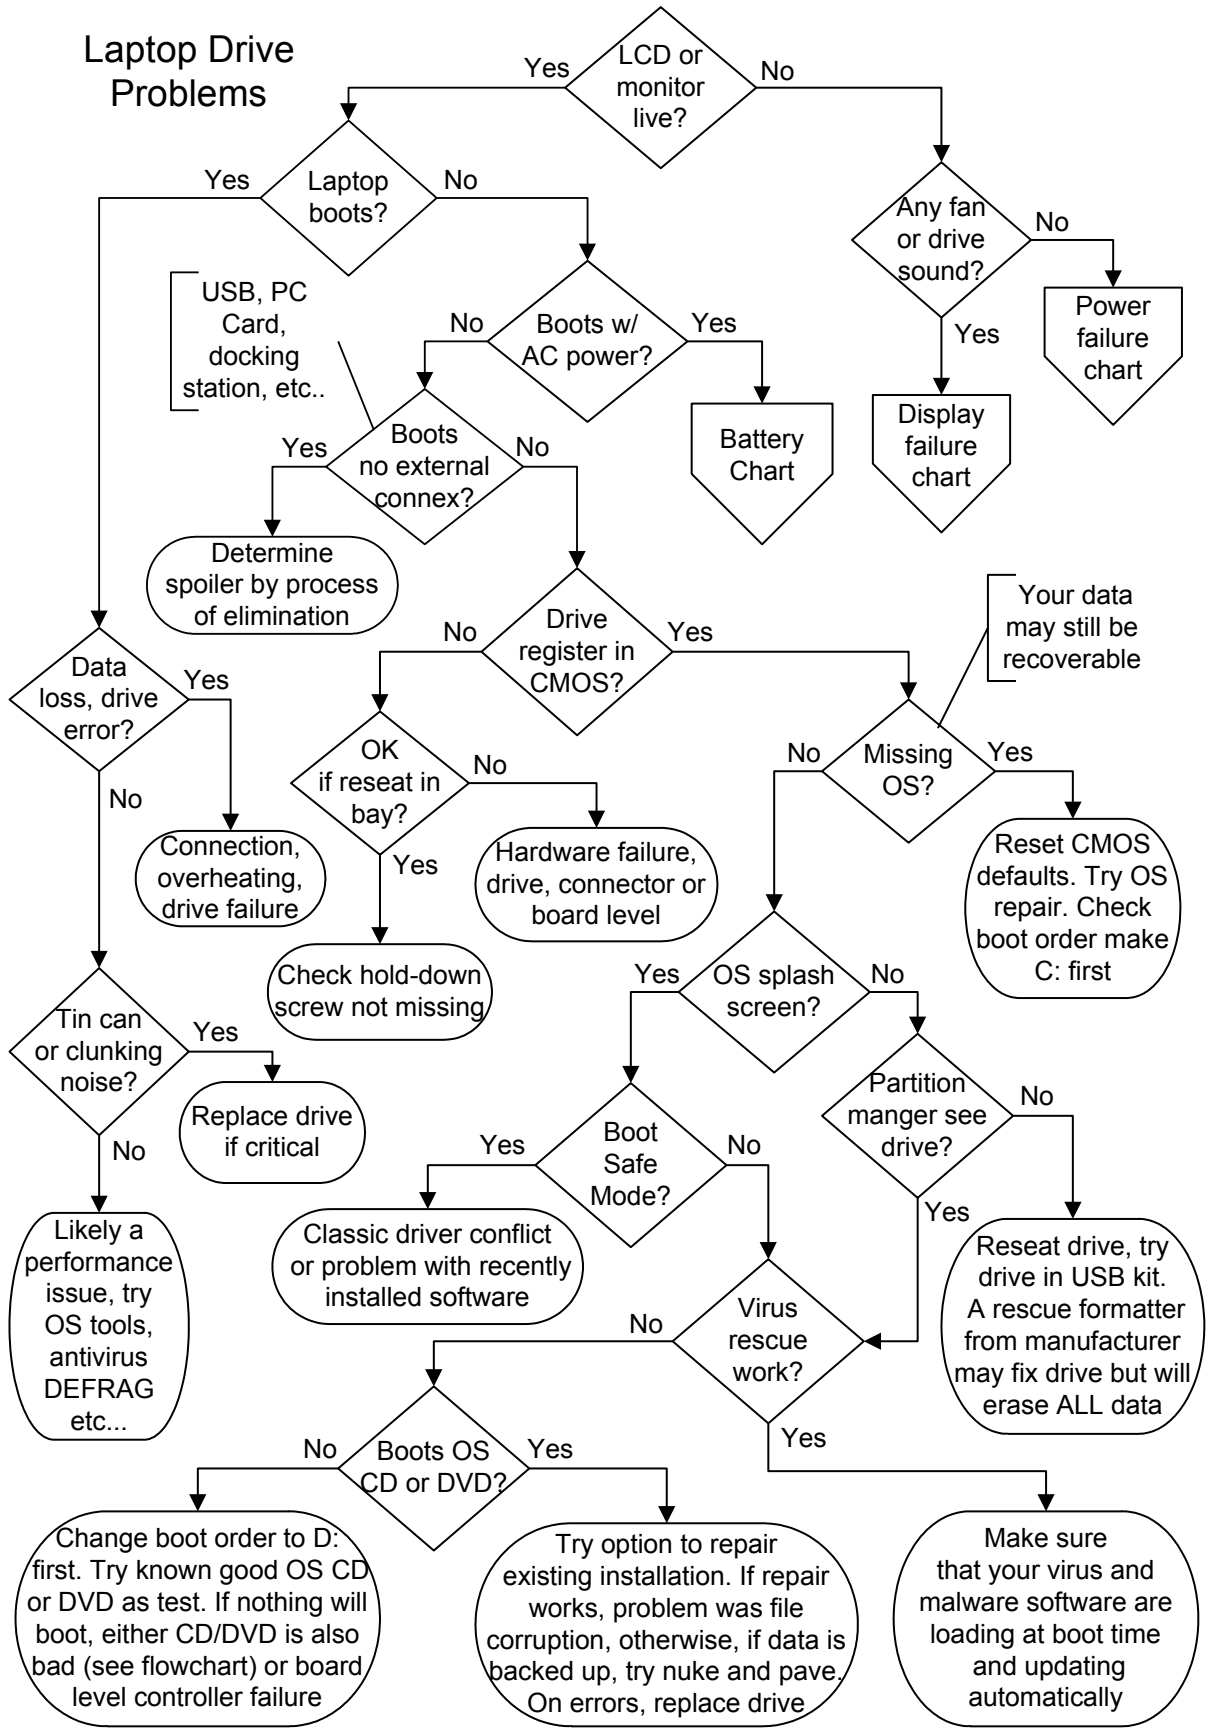 Laptop Drive
Problems
LCD or
monitor
live?
Yes
No
Laptop
boots?
Yes
No
Any fan
or drive
sound?
No
Yes
Power
failure
chart
Display
failure
chart
USB, PC
Card,
docking
station, etc..
Boots w/
AC power?
No
Yes
Battery
Chart
Boots
no external
connex?
Yes
No
Determine
spoiler by process
of elimination
Drive
register in
CMOS?
No
Yes
Your data
may still be
recoverable
Data
loss, drive
error?
Yes
No
Connection,
overheating,
drive failure
OK
if reseat in
bay?
No
Yes
Hardware failure,
drive, connector or
board level
Check hold-down
screw not missing
Missing
OS?
No
Yes
Reset CMOS
defaults. Try OS
repair. Check
boot order make
C: first
OS splash
screen?
Yes
No
Tin can
or clunking
noise?
Yes
No
Replace drive
if critical
Partition
manger see
drive?
No
Yes
Boot
Safe
Mode?
Yes
No
Classic driver conflict
or problem with recently
installed software
Likely a
performance
issue, try
OS tools,
antivirus
DEFRAG
etc...
Reseat drive, try
drive in USB kit.
A rescue formatter
from manufacturer
may fix drive but will
erase ALL data
Virus
rescue
work?
No
Yes
Boots OS
CD or DVD?
No
Yes
Change boot order to D:
first. Try known good OS CD
or DVD as test. If nothing will
boot, either CD/DVD is also
bad (see flowchart) or board
level controller failure
Try option to repair
existing installation. If repair
works, problem was file
corruption, otherwise, if data is
backed up, try nuke and pave.
On errors, replace drive
Make sure
that your virus and
malware software are
loading at boot time
and updating
automatically